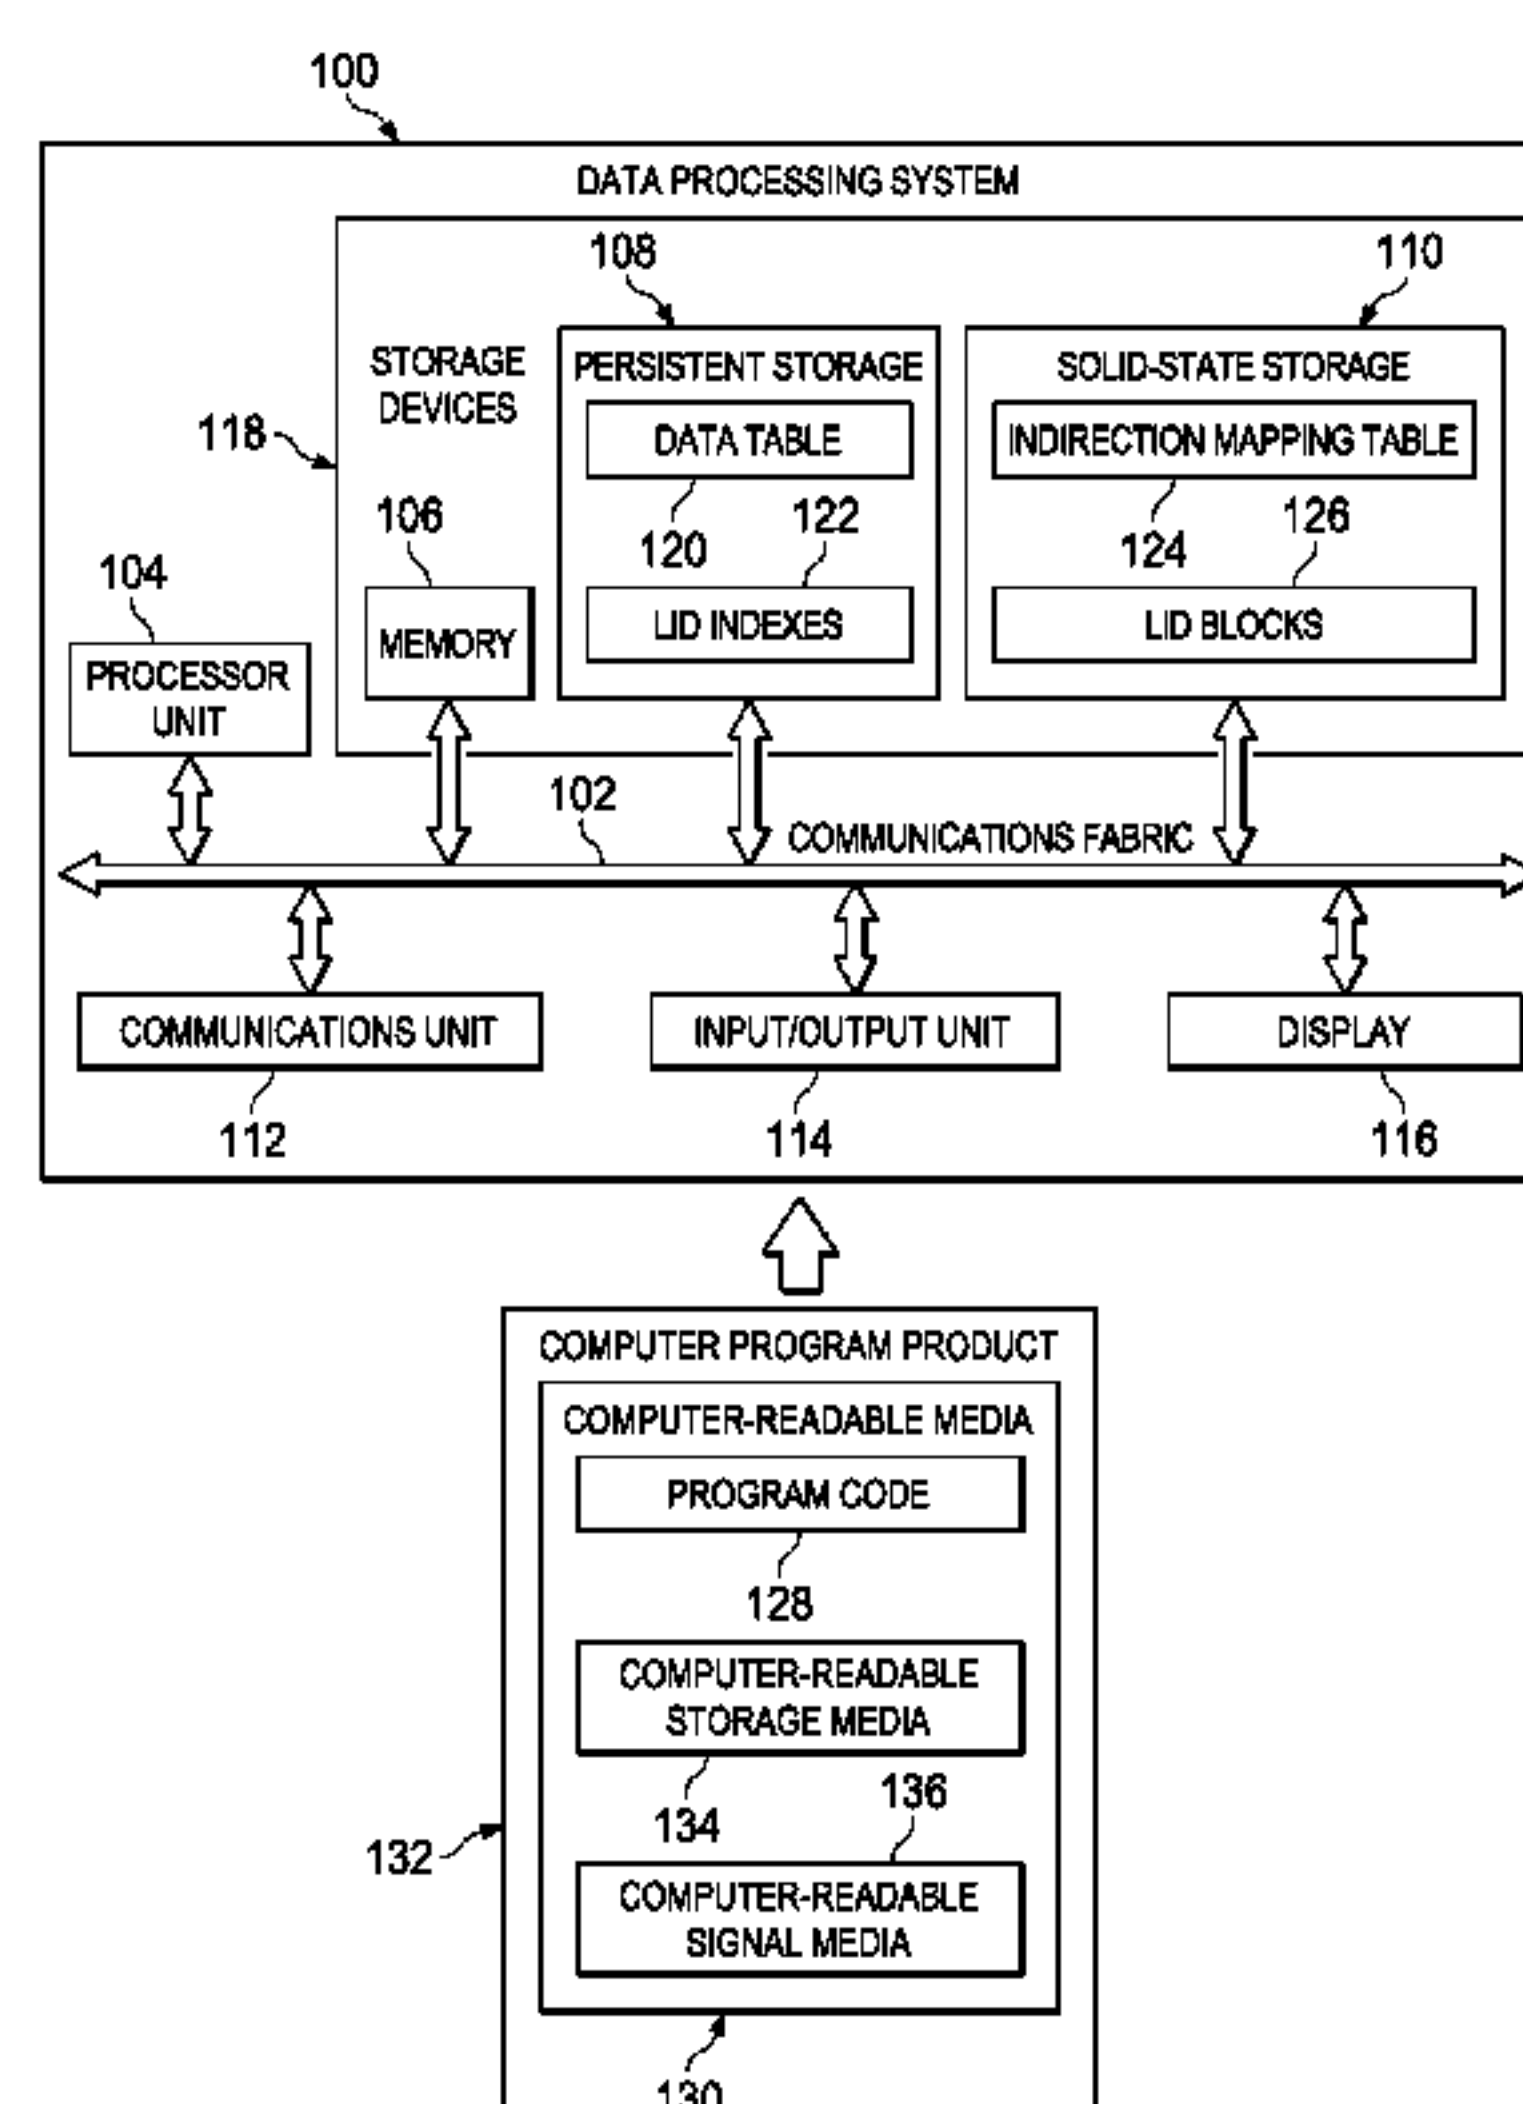 100
DATA PROCESSING SYSTEM
108
110
STORAGE
DEVICES
PERSISTENT STORAGE
SOLID-STATE STORAGE
118
DATA TABLE
INDIRECTION MAPPING TABLE
106
120
122
124
126
104
MEMORY
LID INDEXES
LID BLOCKS
PROCESSOR
UNIT
102
COMMUNICATIONS FABRIC
COMMUNICATIONS UNIT
INPUT/OUTPUT UNIT
DISPLAY
112
114
116
COMPUTER PROGRAM PRODUCT
COMPUTER-READABLE MEDIA
PROGRAM CODE
128
COMPUTER-READABLE
STORAGE MEDIA
134
136
132
COMPUTER-READABLE
SIGNAL MEDIA
130